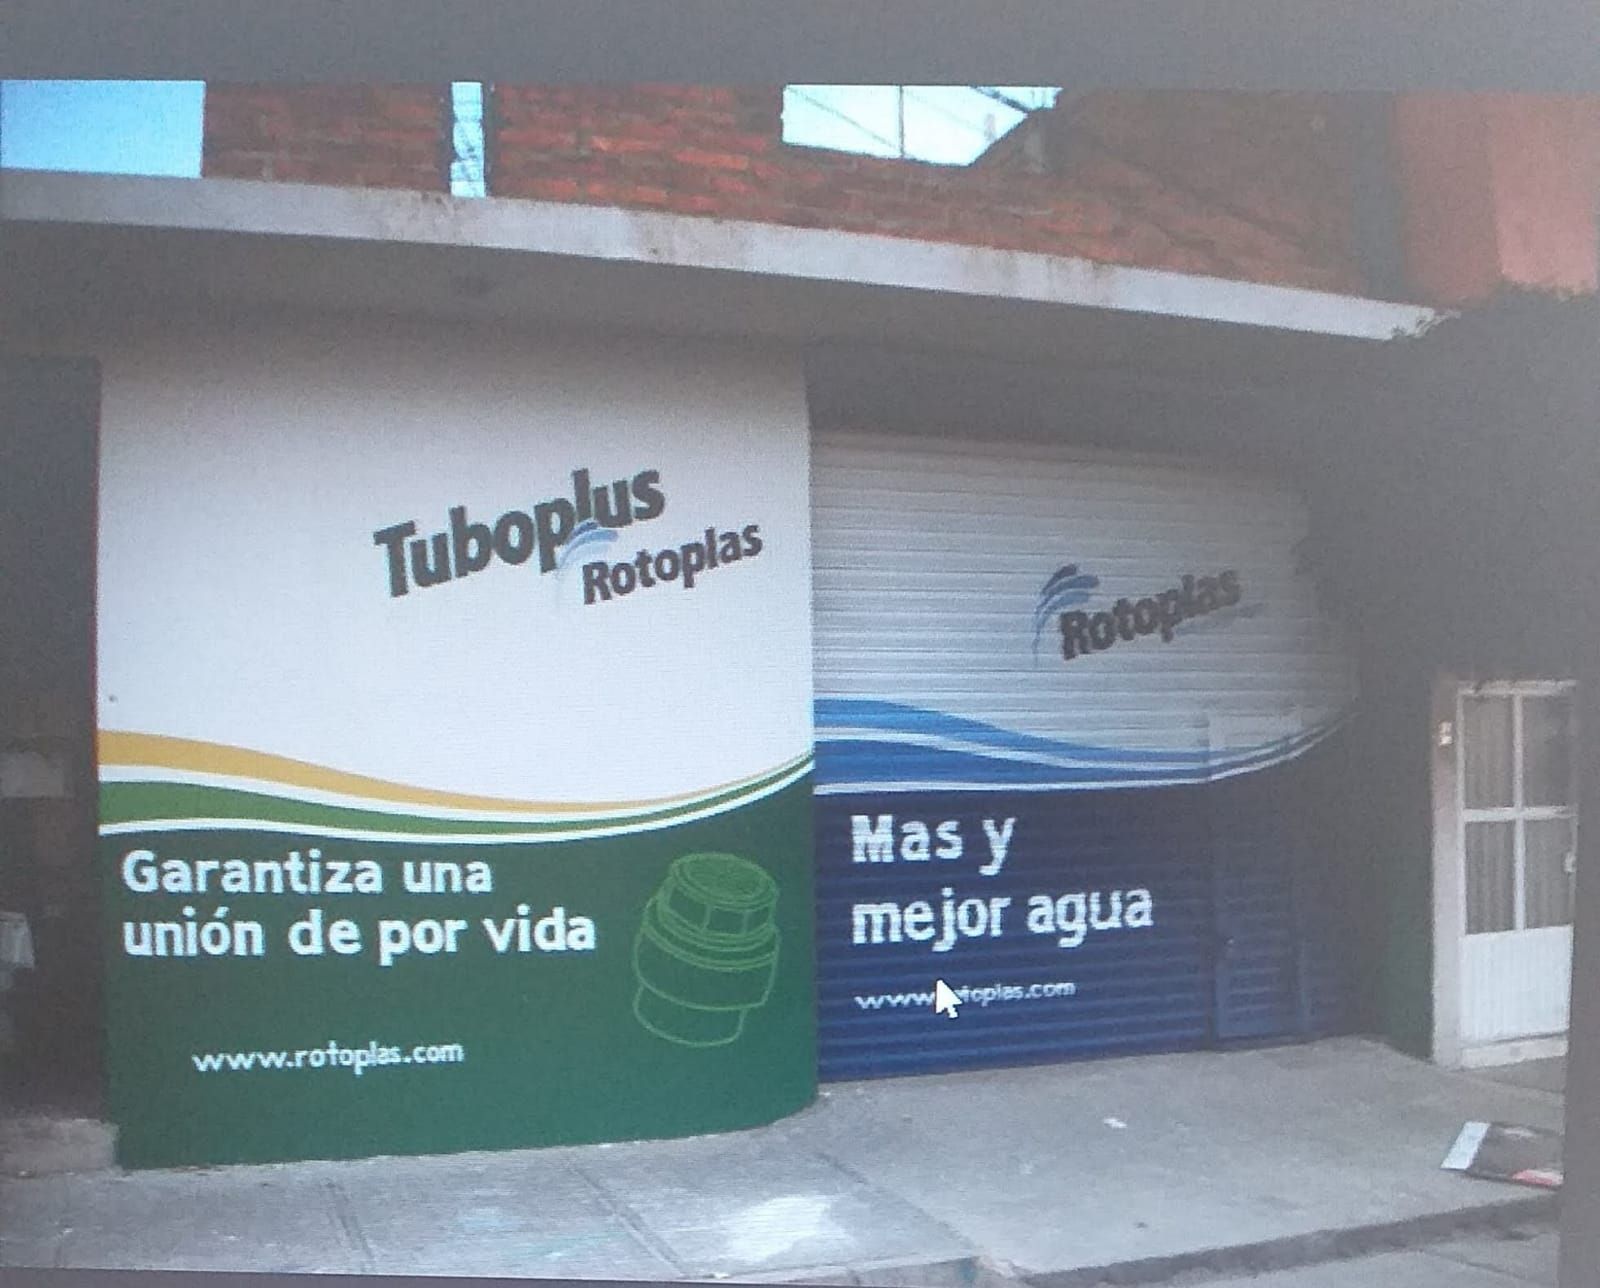 Tuboplus
Rotoplas
Garantiza una
unión de por vida
www.rotoplas.com
Rotoplas
Mas y
mejor agua